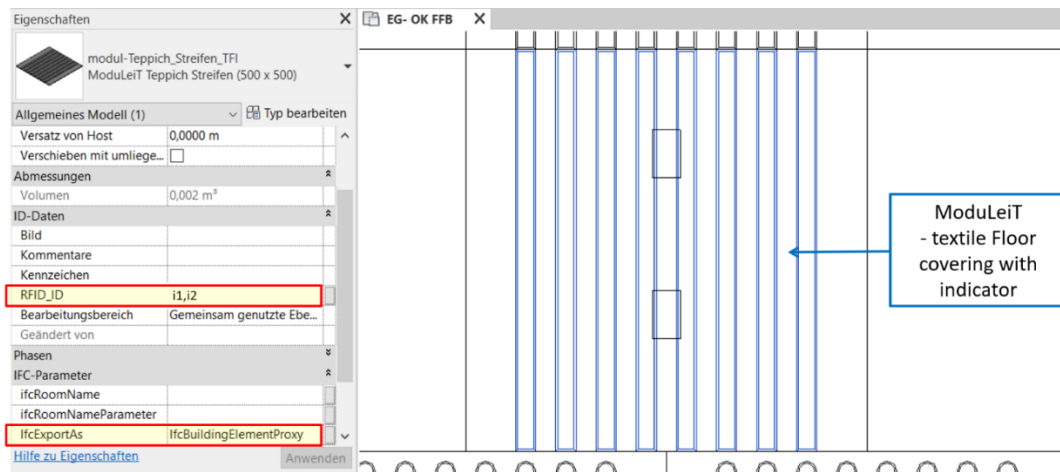 Eigenschaften
EG- OK FFB
modul-Teppich_Streifen_TFI
ModuLeiT Teppich Streifen (500 x 500)
Allgemeines Modell (1)
Typ bearbeiten
Versatz von Host 0,0000 m
Verschieben mit umliege...
Abmessungen
Volumen 0,002 m³
ID-Daten
Bild
Kommentare
Kennzeichen
RFID_ID i1,i2
Bearbeitungsbereich Gemeinsam genutzte Ebe...
Geändert von
Phasen
IFC-Parameter
ifcRoomName
ifcRoomNameParameter
IfcExportAs IfcBuildingElementProxy
Hilfe zu Eigenschaften
Anwenden
ModuLeiT
- textile Floor
covering with
indicator